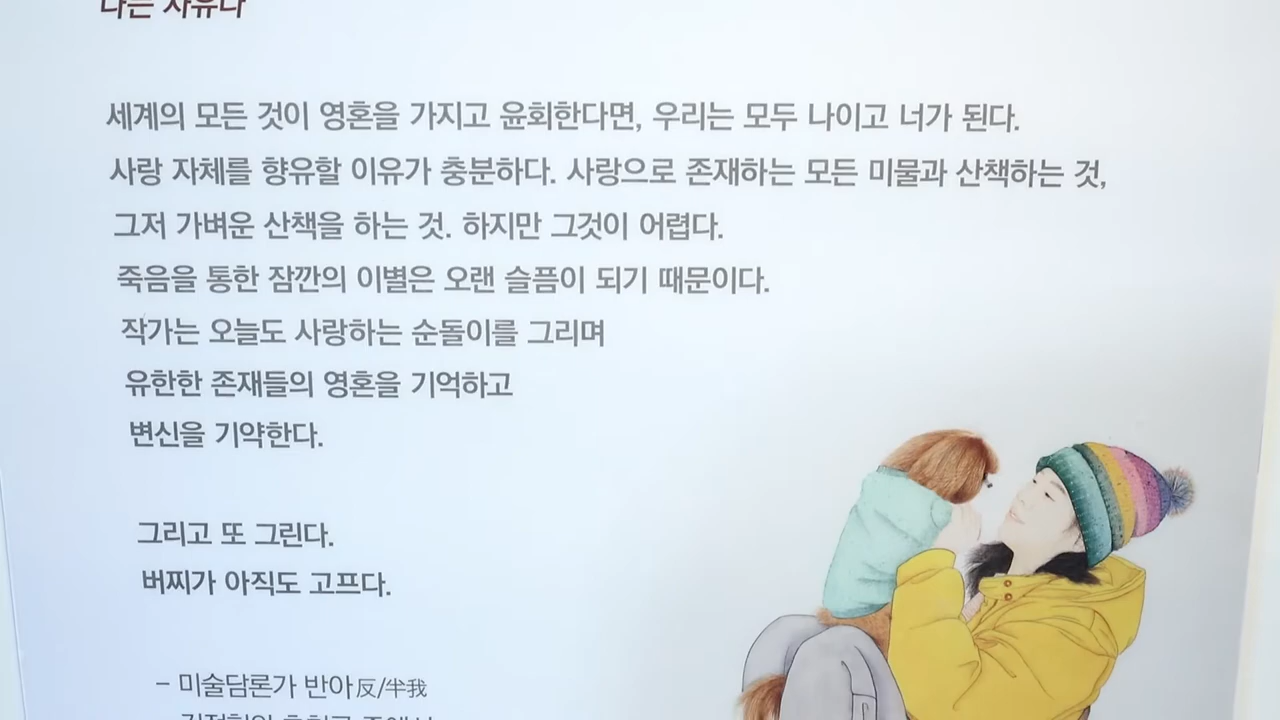 나는 자유다
세계의 모든 것이 영혼을 가지고 윤회한다면, 우리는 모두 나이고 너가 된다.
사랑 자체를 향유할 이유가 충분하다. 사랑으로 존재하는 모든 미물과 산책하는 것,
그저 가벼운 산책을 하는 것. 하지만 그것이 어렵다.
죽음을 통한 잠깐의 이별은 오랜 슬픔이 되기 때문이다.
작가는 오늘도 사랑하는 순돌이를 그리며
유한한 존재들의 영혼을 기억하고
변신을 기약한다.
그리고 또 그린다.
버찌가 아직도 고프다.
– 미술담론가 반아反/半我